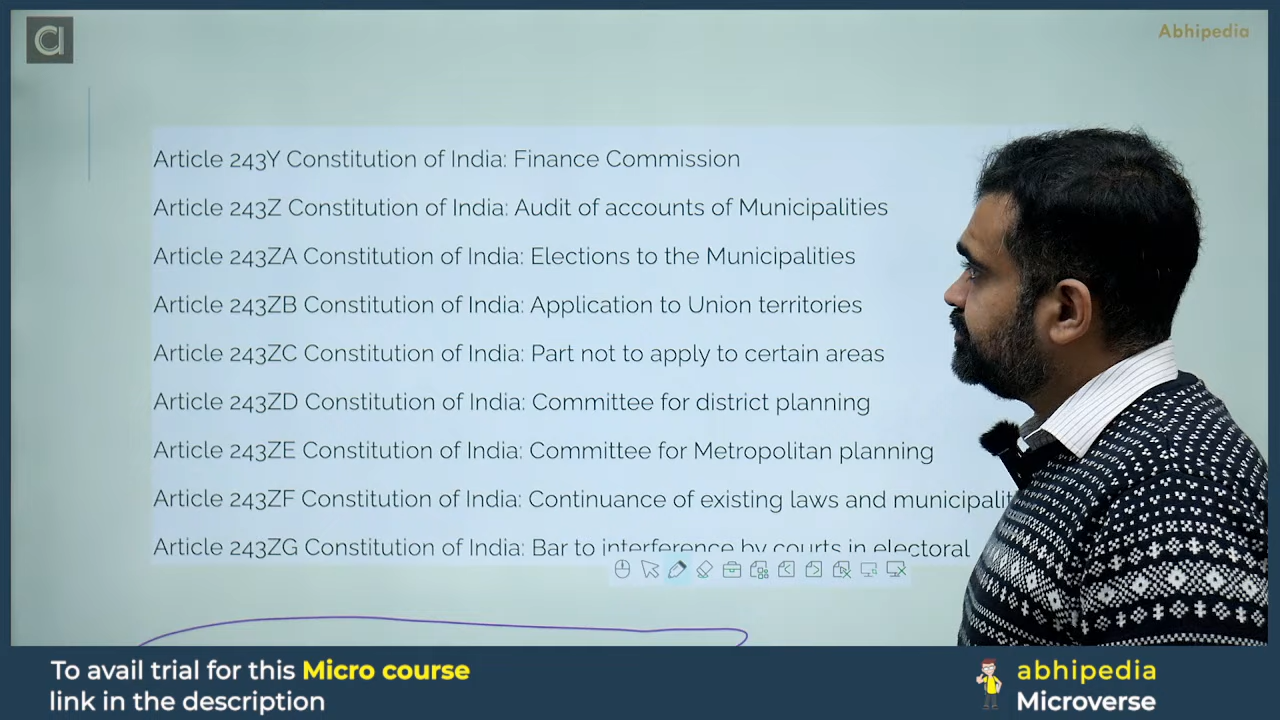 Abhipedia
Article 243Y Constitution of India: Finance Commission
Article 243Z Constitution of India: Audit of accounts of Municipalities
Article 243ZA Constitution of India: Elections to the Municipalities
Article 243ZB Constitution of India: Application to Union territories
Article 243ZC Constitution of India: Part not to apply to certain areas
Article 243ZD Constitution of India: Committee for district planning
Article 243ZE Constitution of India: Committee for Metropolitan planning
Article 243ZF Constitution of India: Continuance of existing laws and municipalit
Article 243ZG Constitution of India: Bar to interference by courts in electoral
To avail trial for this Micro course
link in the description
abhipedia
Microverse